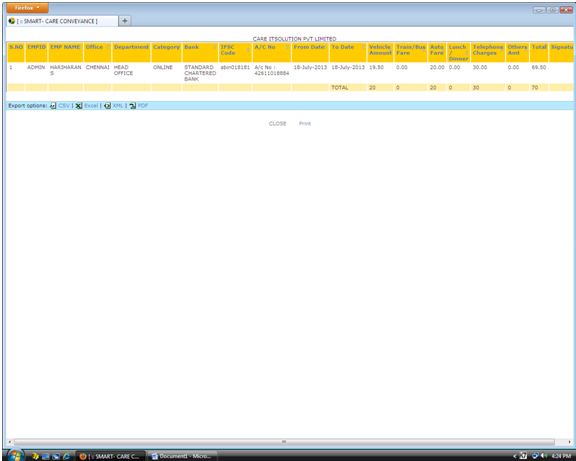 Firefox
[ :: SMART- CARE CONVEYANCE ]
CARE ITSOLUTION PVT LIMITED
S.NO EMPID EMP NAME Office Department Category Bank IFSC Code A/C No From Date To Date Vehicle Amount Train/Bus Fare Auto Fare Lunch / Dinner Telephone Charges Others Amt Total Signatu
1 ADMIN HARIHARAN S CHENNAI HEAD OFFICE ONLINE STANDARD CHARTERED BANK sbin018181 A/c No : 42611018884 18-July-2013 18-July-2013 19.50 0.00 20.00 0.00 30.00 0.00 69.50
TOTAL 20 0 20 0 30 0 70
Export options: CSV | Excel | XML | PDF
CLOSE Print
[ :: SMART- CARE C... Document1 - Micro... 4:24 PM